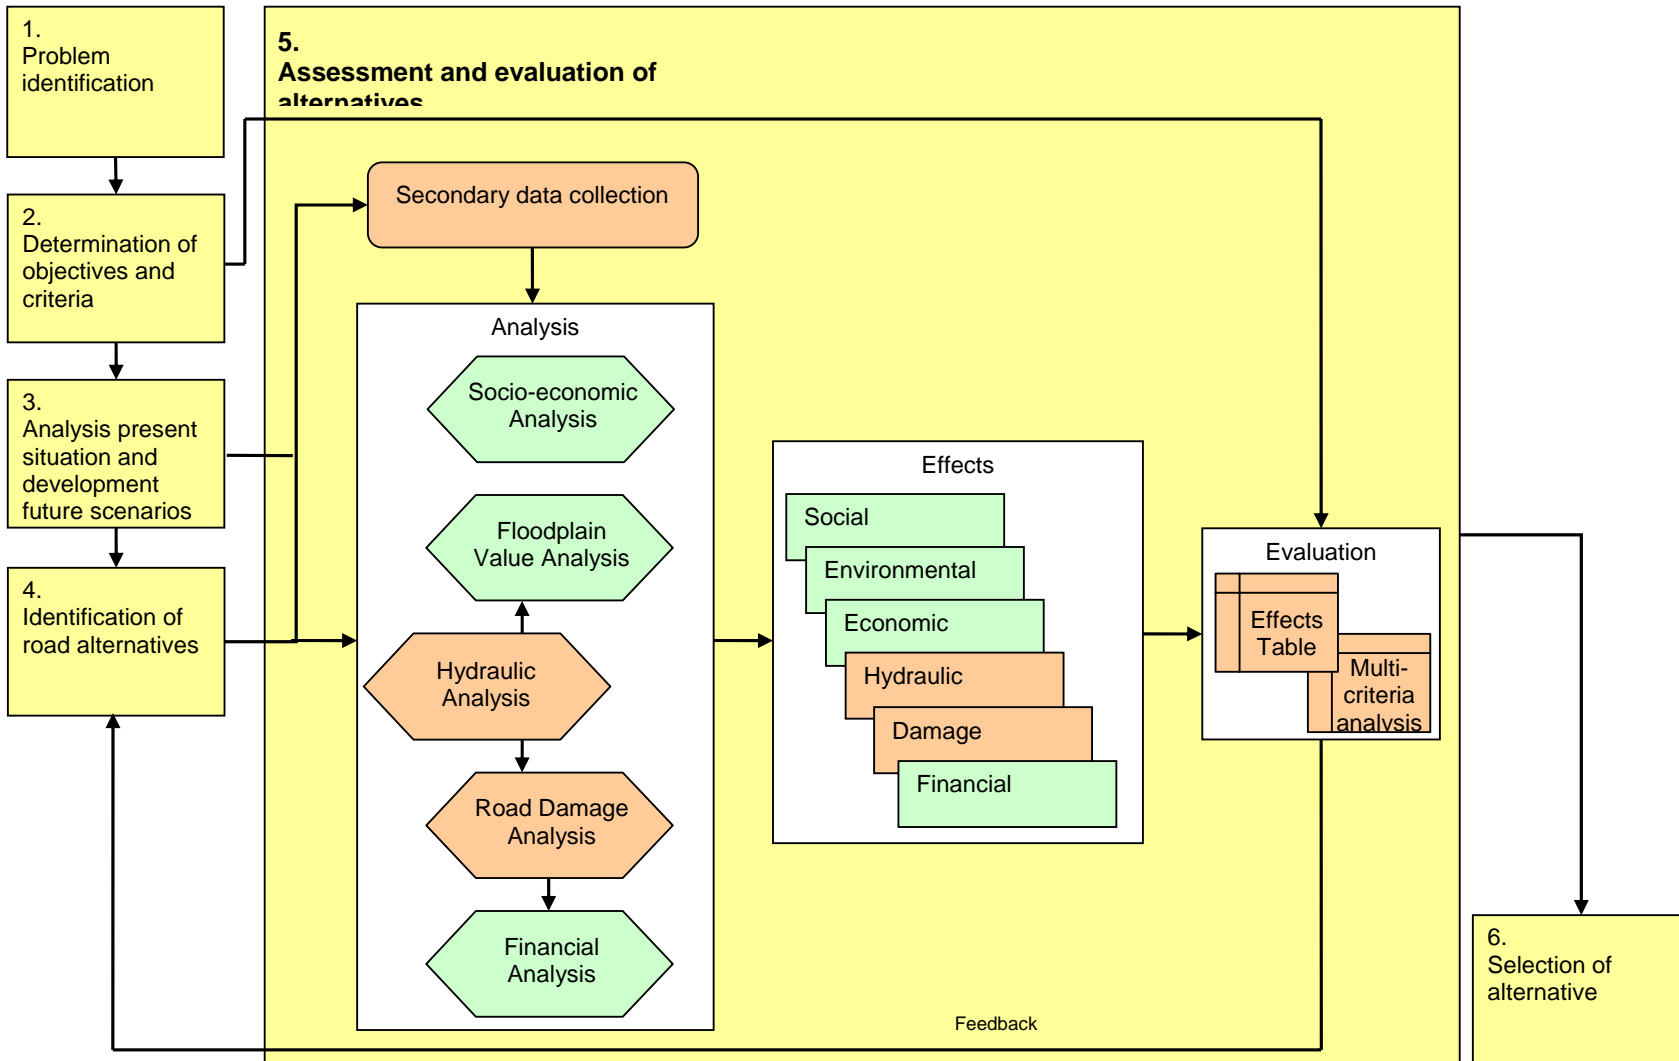 1.
Problem
identification
2.
Determination of
objectives and
criteria
3.
Analysis present
situation and
development
future scenarios
4.
Identification of
road alternatives
5.
Assessment and evaluation of
alternatives
Secondary data collection
Analysis
Socio-economic
Analysis
Floodplain
Value Analysis
Hydraulic
Analysis
Road Damage
Analysis
Financial
Analysis
Effects
Social
Environmental
Economic
Hydraulic
Damage
Financial
Evaluation
Effects
Table
Multi-
criteria
analysis
Feedback
6.
Selection of
alternative